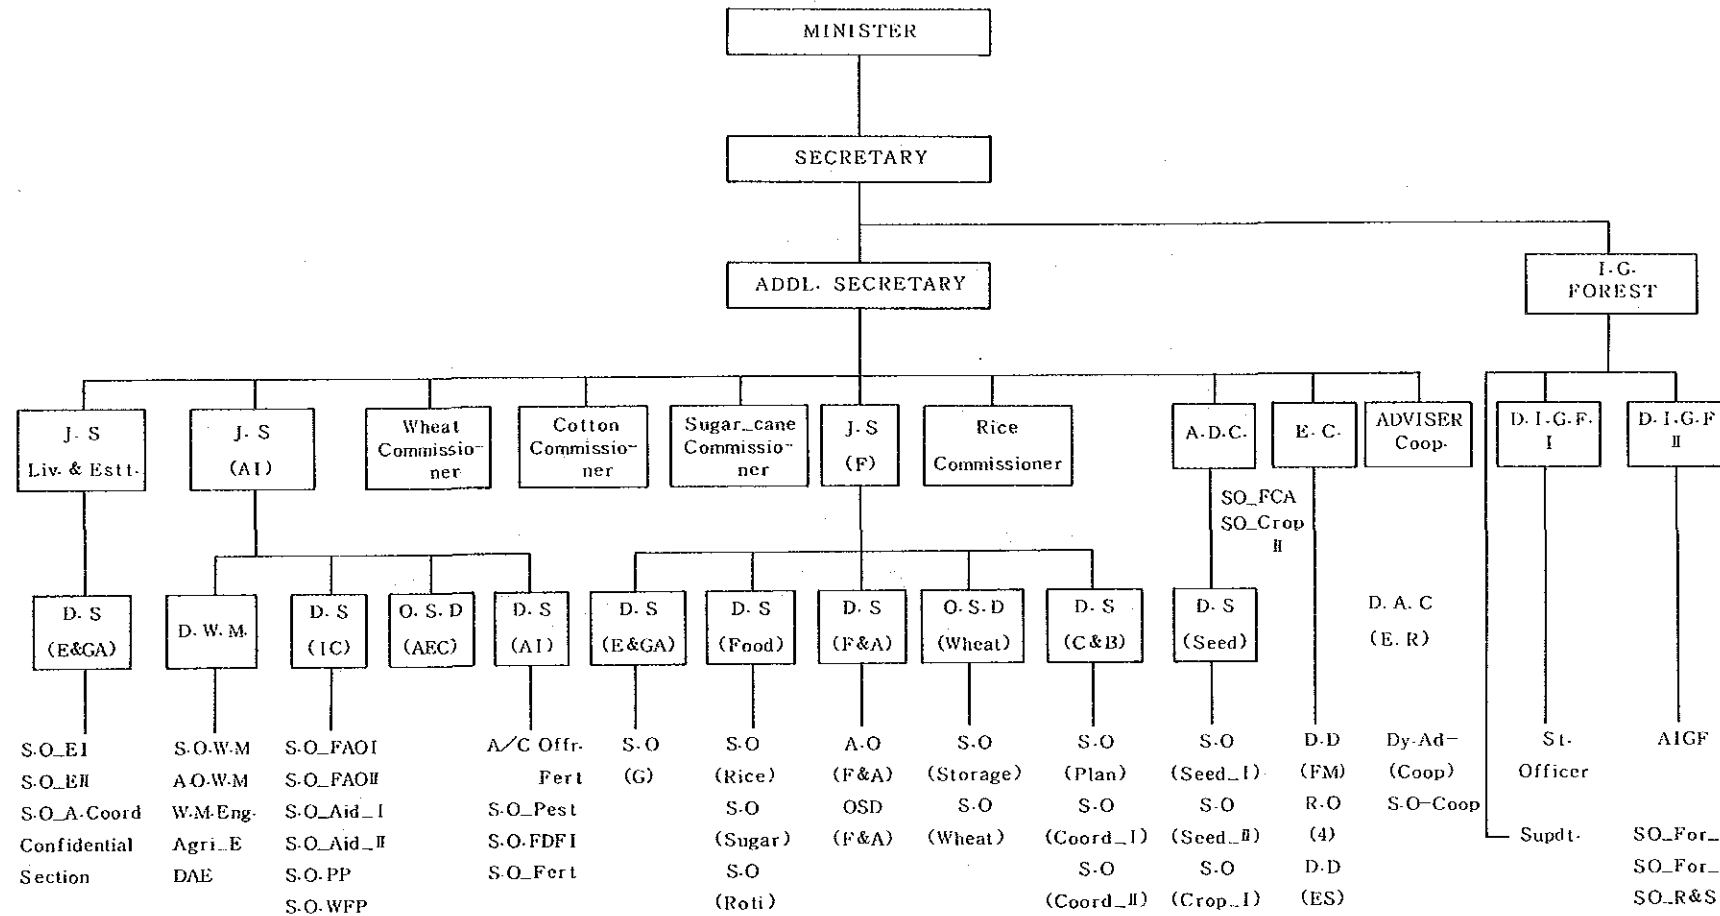 MINISTER
SECRETARY
ADDL. SECRETARY
I.G.
FOREST
J.S
Liv. & Estt.
J.S
(AI)
Wheat
Commissio-
ner
Cotton
Commissio-
ner
Sugar_cane
Commissio-
ner
J.S
(F)
Rice
Commissioner
A.D.C.
E.C.
ADVISER
Coop.
D.I.G.F.
I
D.I.G.F
II
SO_FCA
SO_Crop
II
D.S
(E&GA)
D.W.M.
D.S
(IC)
O.S.D
(AEC)
D.S
(AI)
D.S
(E&GA)
D.S
(Food)
D.S
(F&A)
O.S.D
(Wheat)
D.S
(C&B)
D.S
(Seed)
D.A.C
(E.R)
S.O_EI
S.O_EII
S.O_A.Coord
Confidential
Section
S.O.W.M
A.O.W.M
W.M.Eng.
Agri_E
DAE
S.O_FAOI
S.O_FAOII
S.O_Aid_I
S.O_Aid_II
S.O.PP
S.O.WFP
A/C Offr.
Fert
S.O_Pest
S.O.FDFI
S.O_Fert
S.O
(G)
S.O
(Rice)
S.O
(Sugar)
S.O
(Roti)
A.O
(F&A)
OSD
(F&A)
S.O
(Storage)
S.O
(Wheat)
S.O
(Plan)
S.O
(Coord_I)
S.O
(Coord_II)
S.O
(Seed_I)
S.O
(Seed_II)
S.O
(Crop_I)
D.D
(FM)
R.O
(4)
D.D
(ES)
Dy.Ad-
(Coop)
S.O-Coop
St.
Officer
Supdt.
AIGF
SO_For_
SO_For_
SO_R&S